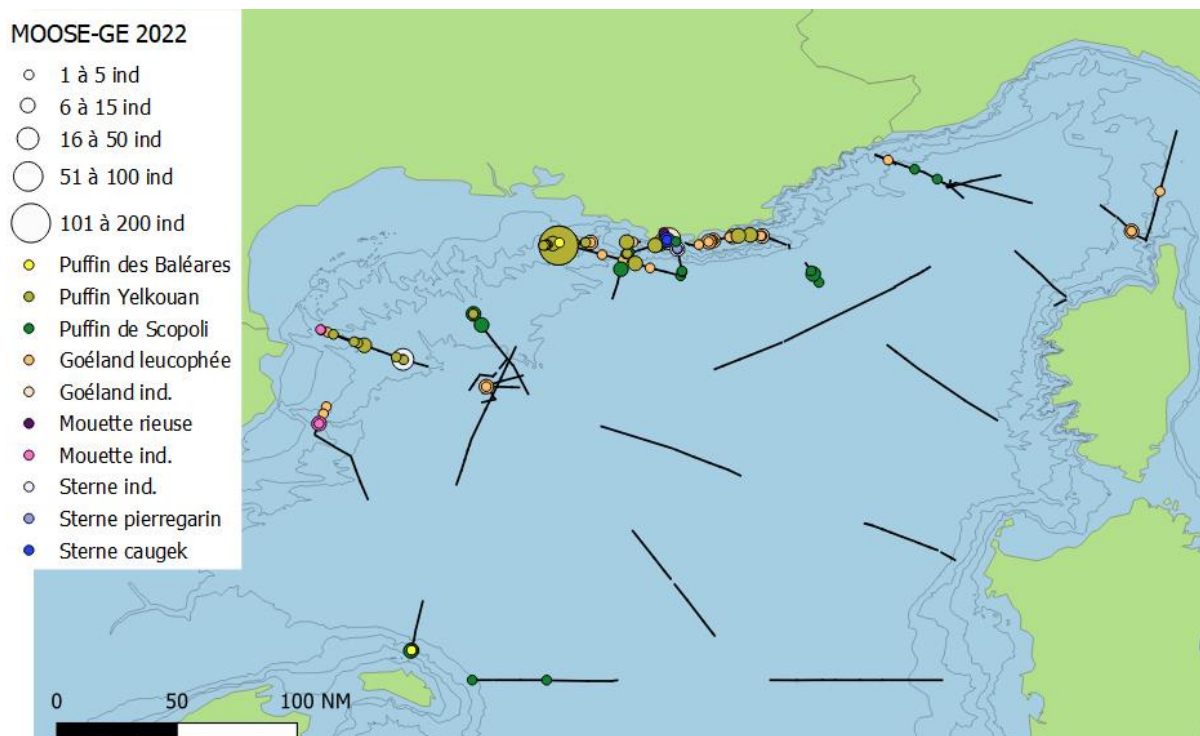 MOOSE-GE 2022
1 à 5 ind
6 à 15 ind
16 à 50 ind
51 à 100 ind
101 à 200 ind
Puffin des Baléares
Puffin Yelkouan
Puffin de Scopoli
Goéland leucophée
Goéland ind.
Mouette rieuse
Mouette ind.
Sterne ind.
Sterne pierregarin
Sterne caugek
0 50 100 NM